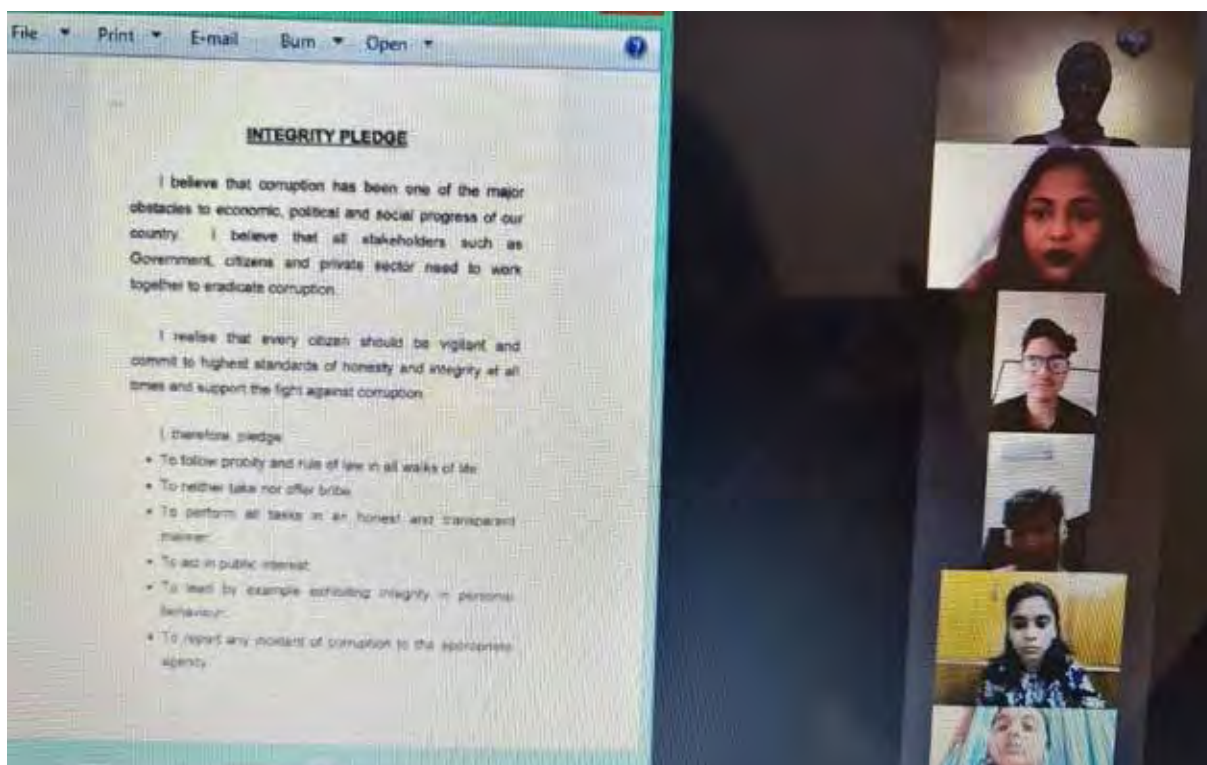 File Print E-mail Burn Open
INTEGRITY PLEDGE
I believe that corruption has been one of the major
obstacles to economic, political and social progress of our
country. I believe that all stakeholders such as
Government, citizens and private sector need to work
together to eradicate corruption.
I realise that every citizen should be vigilant and
commit to highest standards of honesty and integrity at all
times and support the fight against corruption.
I, therefore, pledge
• To follow probity and rule of law in all walks of life
• To neither take nor offer bribe
• To perform all tasks in an honest and transparent
manner
• To act in public interest
• To lead by example exhibiting integrity in personal
behaviour
• To report any incident of corruption to the appropriate
agency